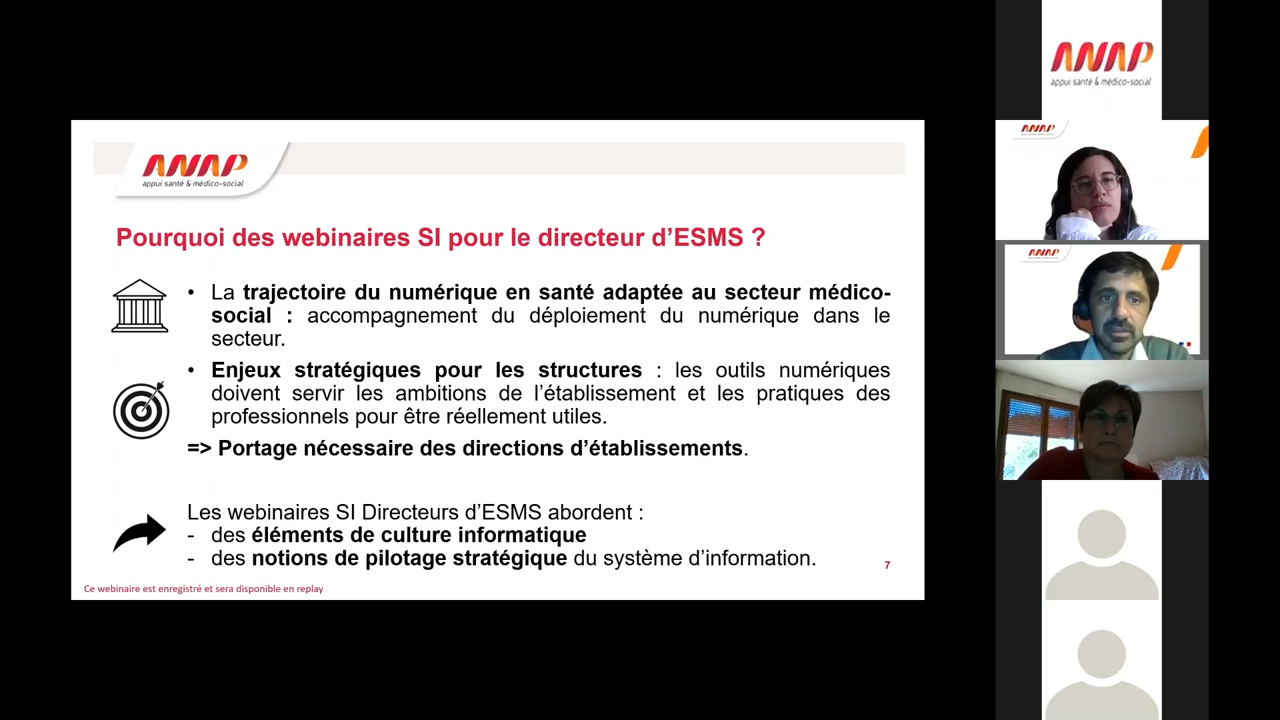 ANAP
appui santé & médico-social
Pourquoi des webinaires SI pour le directeur d’ESMS ?
• La trajectoire du numérique en santé adaptée au secteur médico-
social : accompagnement du déploiement du numérique dans le
secteur.
• Enjeux stratégiques pour les structures : les outils numériques
doivent servir les ambitions de l’établissement et les pratiques des
professionnels pour être réellement utiles.
=> Portage nécessaire des directions d’établissements.
Les webinaires SI Directeurs d’ESMS abordent :
- des éléments de culture informatique
- des notions de pilotage stratégique du système d’information.
7
Ce webinaire est enregistré et sera disponible en replay
ANAP
appui santé & médico-social
ANAP
ANAP